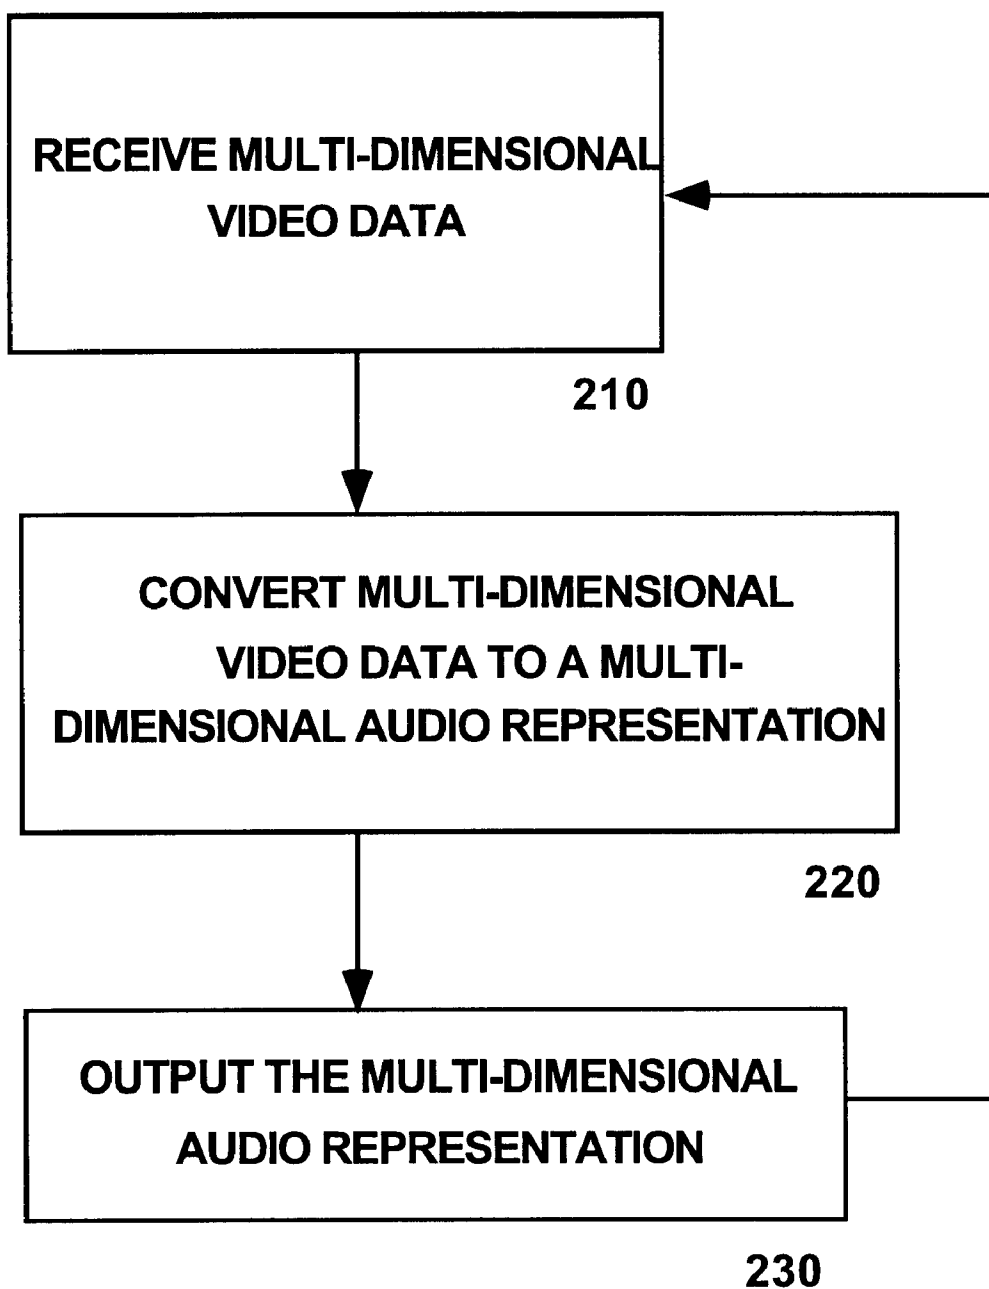 RECEIVE MULTI-DIMENSIONAL
VIDEO DATA
210
CONVERT MULTI-DIMENSIONAL
VIDEO DATA TO A MULTI-
DIMENSIONAL AUDIO REPRESENTATION
220
OUTPUT THE MULTI-DIMENSIONAL
AUDIO REPRESENTATION
230